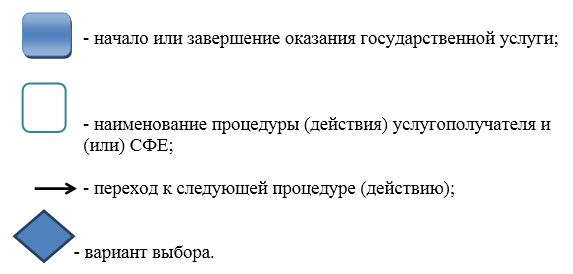 - начало или завершение оказания государственной услуги;
- наименование процедуры (действия) услугополучателя и
(или) СФЕ;
- переход к следующей процедуре (действию);
- вариант выбора.